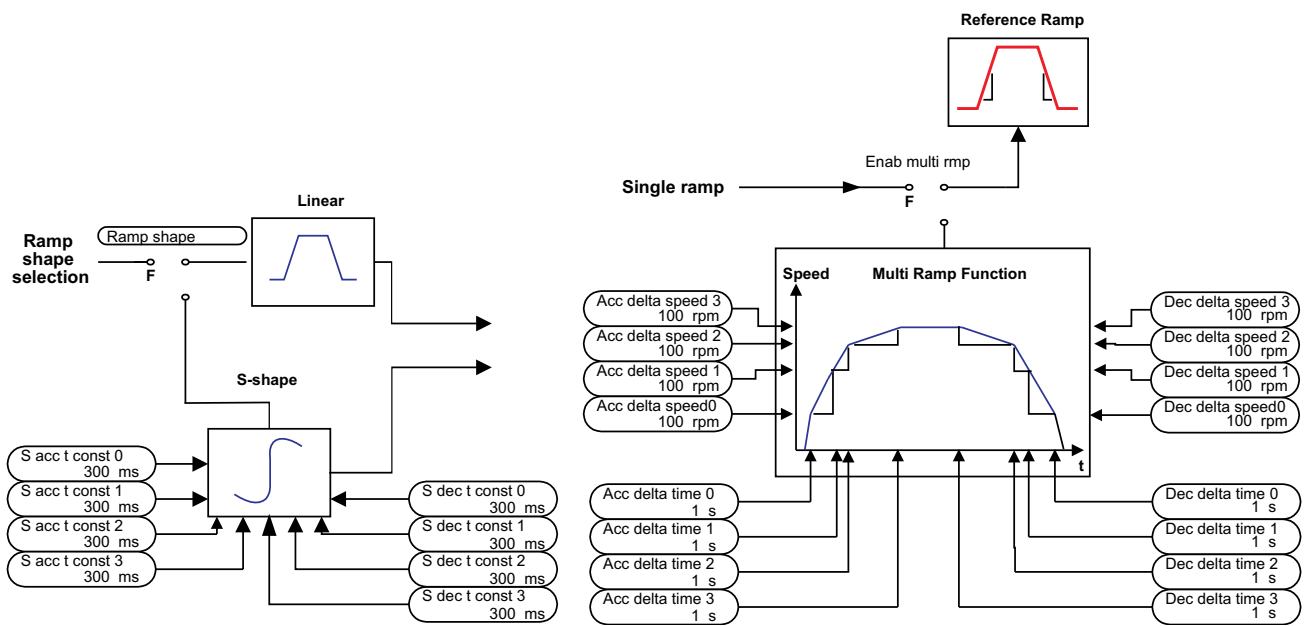 Reference Ramp
Enab multi rmp
Single ramp
F
Linear
Ramp shape
Ramp
shape
selection
F
S-shape
S acc t const 0
300 ms
S acc t const 1
300 ms
S acc t const 2
300 ms
S acc t const 3
300 ms
S dec t const 0
300 ms
S dec t const 1
300 ms
S dec t const 2
300 ms
S dec t const 3
300 ms
Speed
Multi Ramp Function
t
Acc delta speed 3
100 rpm
Acc delta speed 2
100 rpm
Acc delta speed 1
100 rpm
Acc delta speed0
100 rpm
Dec delta speed 3
100 rpm
Dec delta speed 2
100 rpm
Dec delta speed 1
100 rpm
Dec delta speed0
100 rpm
Acc delta time 0
1 s
Acc delta time 1
1 s
Acc delta time 2
1 s
Acc delta time 3
1 s
Dec delta time 0
1 s
Dec delta time 1
1 s
Dec delta time 2
1 s
Dec delta time 3
1 s